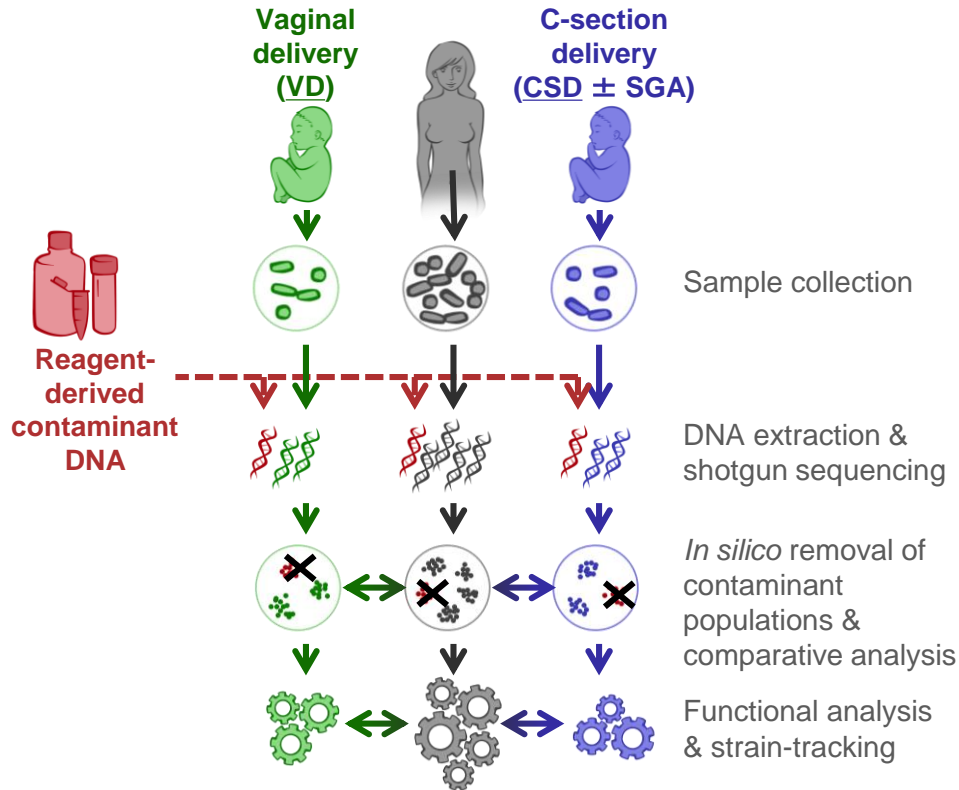 Vaginal
delivery
(VD)
C-section
delivery
(CSD ± SGA)
Sample collection
Reagent-
derived
contaminant
DNA
DNA extraction &
shotgun sequencing
In silico removal of
contaminant
populations &
comparative analysis
Functional analysis
& strain-tracking